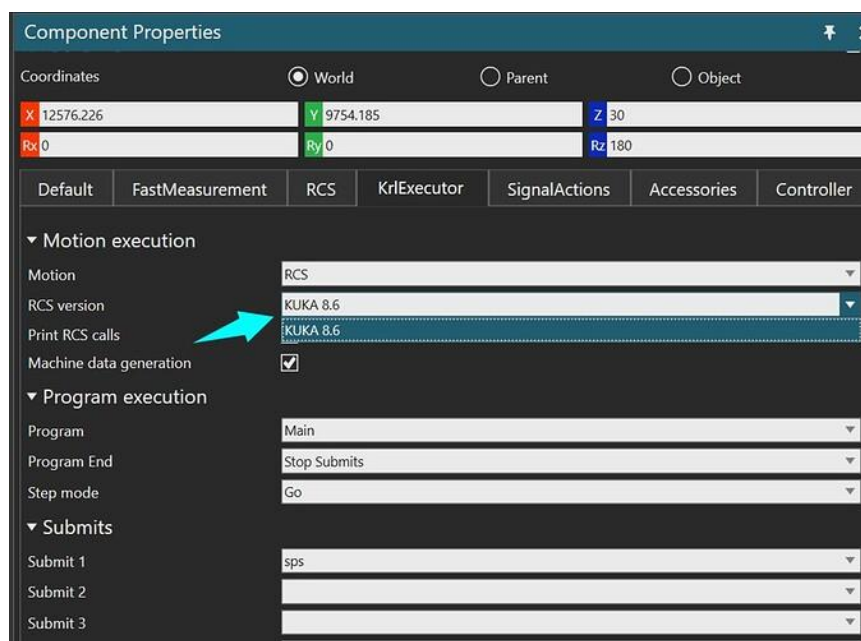 Component Properties
Coordinates World Parent Object
X 12576.226 Y 9754.185 Z 30
Rx 0 Ry 0 Rz 180
Default FastMeasurement RCS KrlExecutor SignalActions Accessories Controller
Motion execution
Motion RCS
RCS version KUKA 8.6
Print RCS calls KUKA 8.6
Machine data generation
Program execution
Program Main
Program End Stop Submits
Step mode Go
Submits
Submit 1 sps
Submit 2
Submit 3